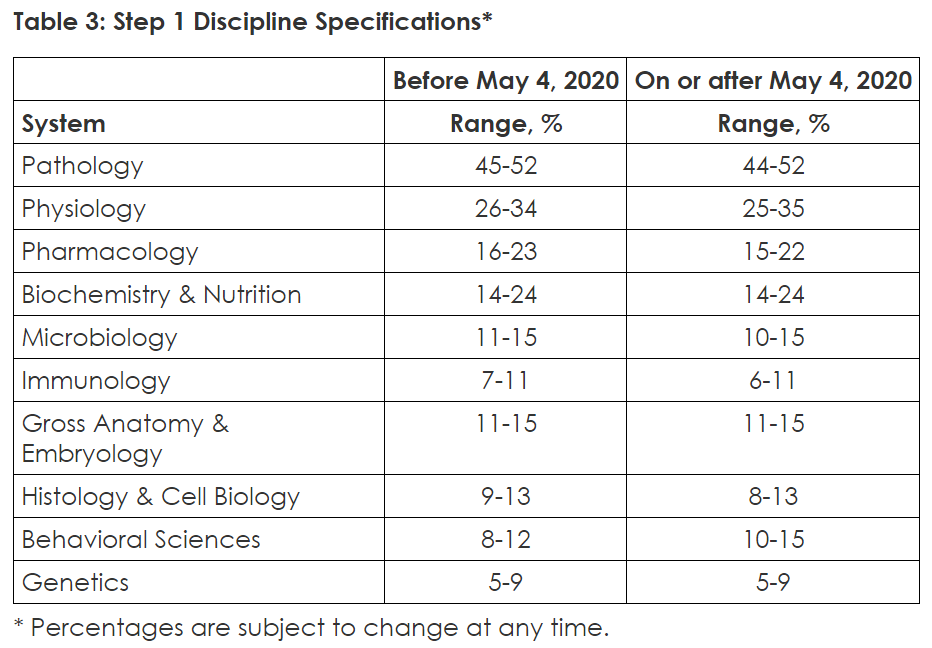 Table 3: Step 1 Discipline Specifications*
Before May 4, 2020 On or after May 4, 2020
System Range, % Range, %
Pathology 45-52 44-52
Physiology 26-34 25-35
Pharmacology 16-23 15-22
Biochemistry & Nutrition 14-24 14-24
Microbiology 11-15 10-15
Immunology 7-11 6-11
Gross Anatomy & 11-15 11-15
Embryology
Histology & Cell Biology 9-13 8-13
Behavioral Sciences 8-12 10-15
Genetics 5-9 5-9
* Percentages are subject to change at any time.